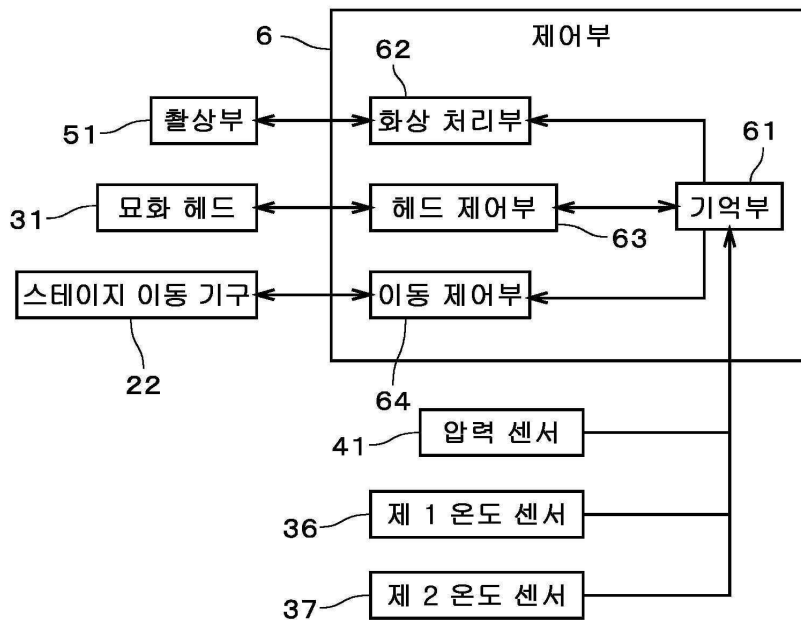 제어부
6
62
촬상부
화상 처리부
51
61
묘화 헤드
헤드 제어부
기억부
31
63
스테이지 이동 기구
이동 제어부
22
64
압력 센서
41
제 1 온도 센서
36
제 2 온도 센서
37